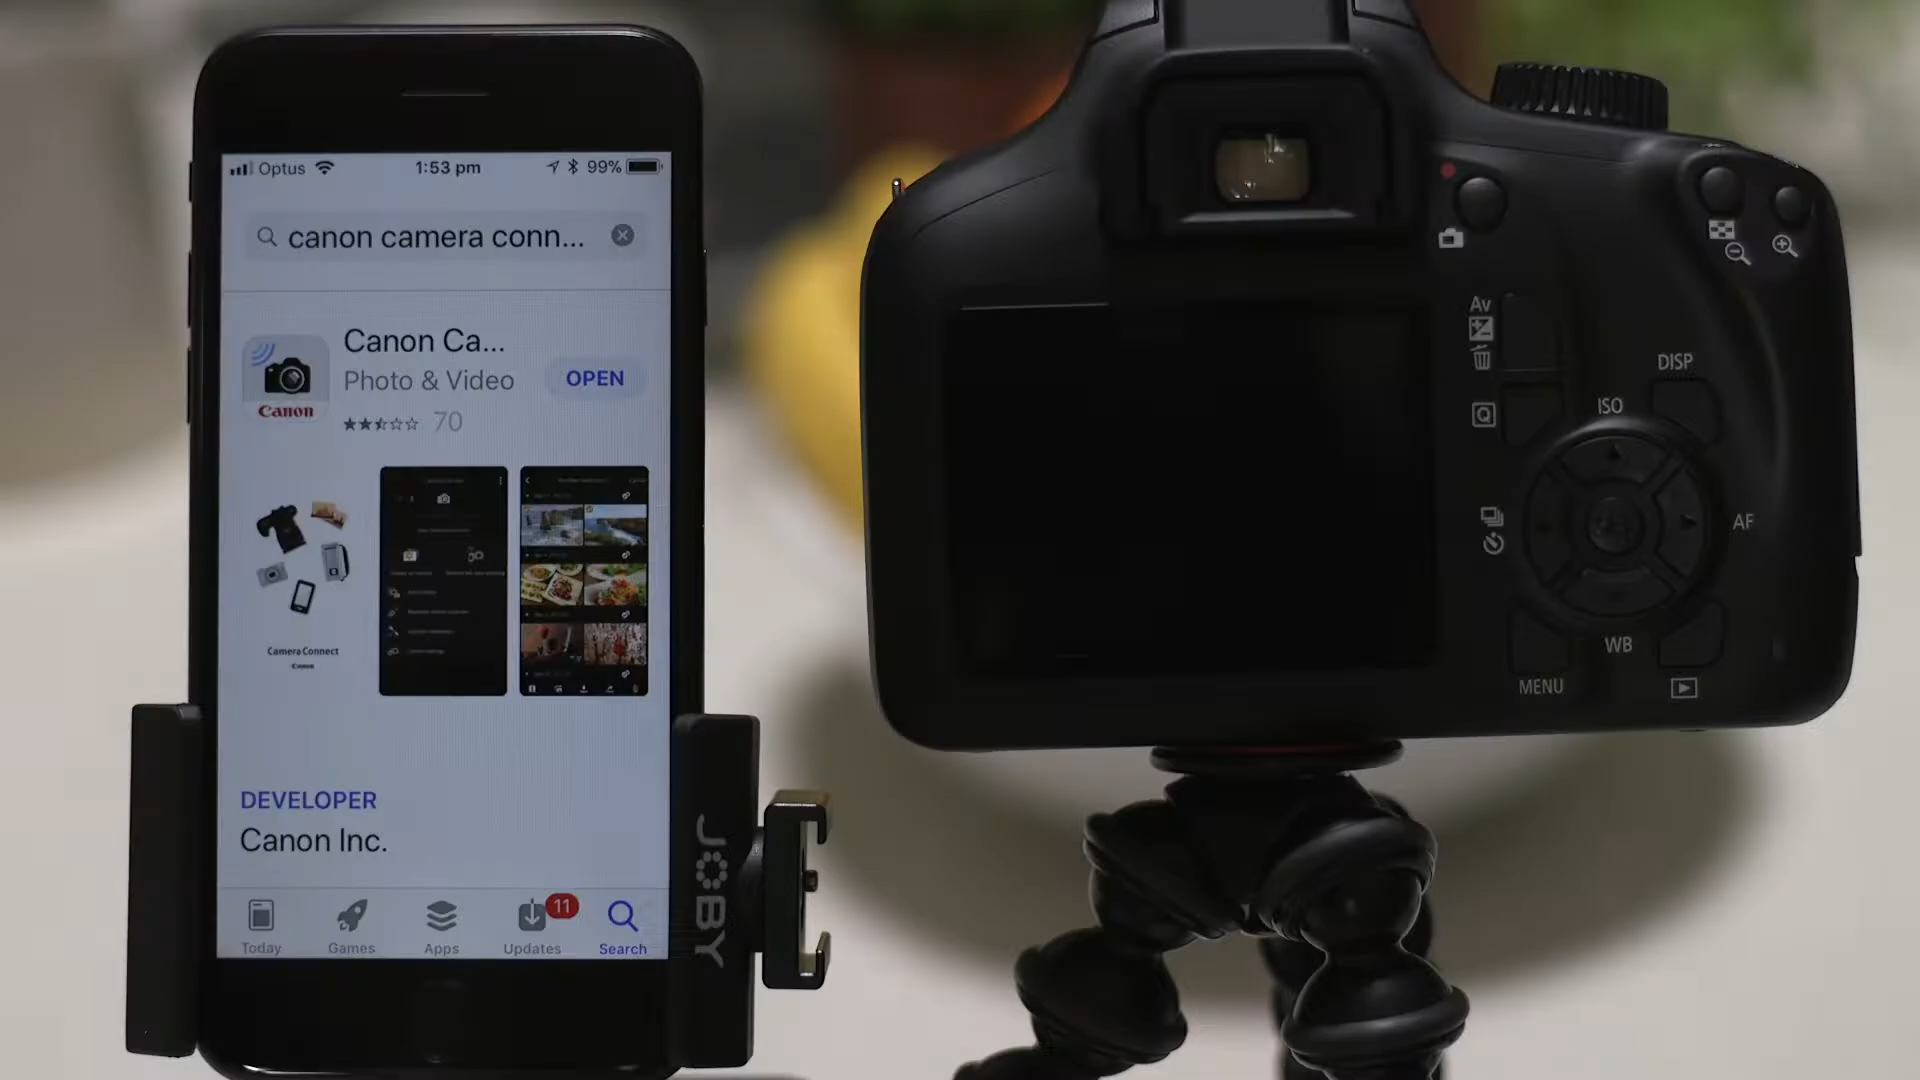 Optus
1:53 pm
99%
canon camera conn...
Canon Ca...
Photo & Video
OPEN
70
Canon
Camera Connect
Canon
DEVELOPER
Canon Inc.
Today
Games
Apps
Updates
11
Search
JOBY
Av
Q
DISP
ISO
AF
WB
MENU